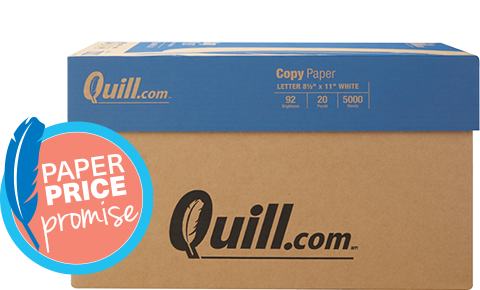 Quill.com
Copy Paper
LETTER 8½" x 11" WHITE
92 20 5000
Brightness Pound Sheets
PAPER
PRICE
promise
Quill.com